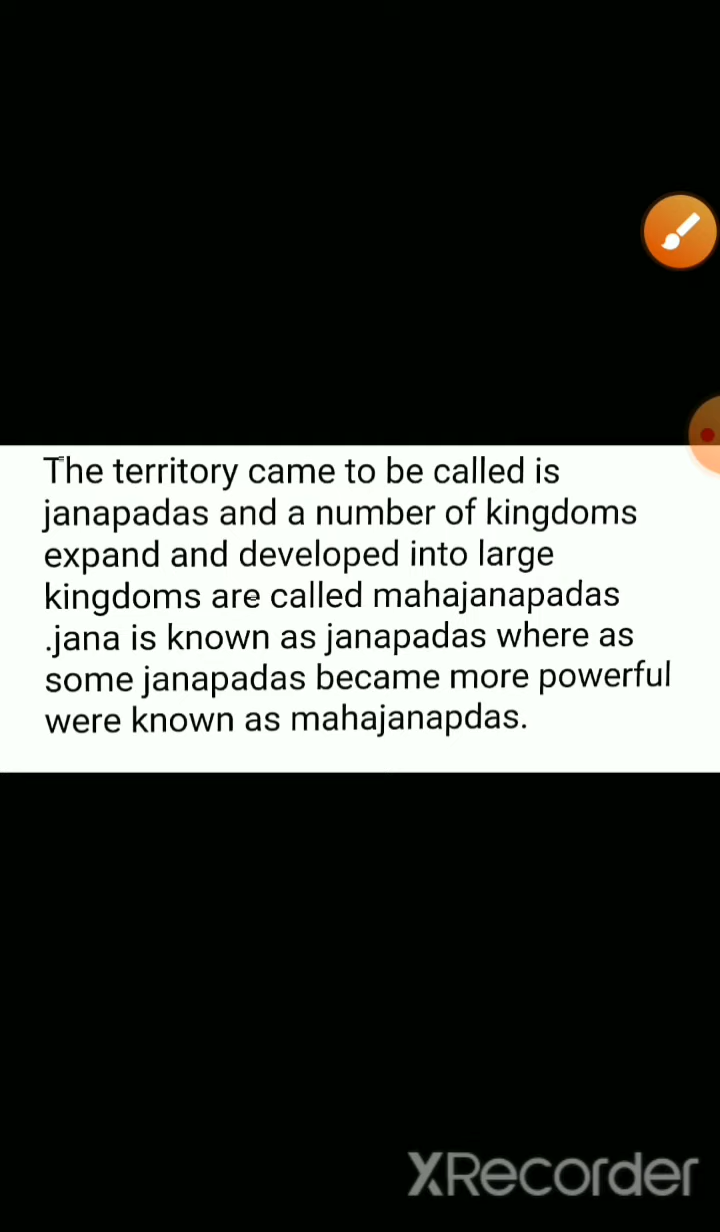 The territory came to be called is
janapadas and a number of kingdoms
expand and developed into large
kingdoms are called mahajanapadas
.jana is known as janapadas where as
some janapadas became more powerful
were known as mahajanapdas.
XRecorder